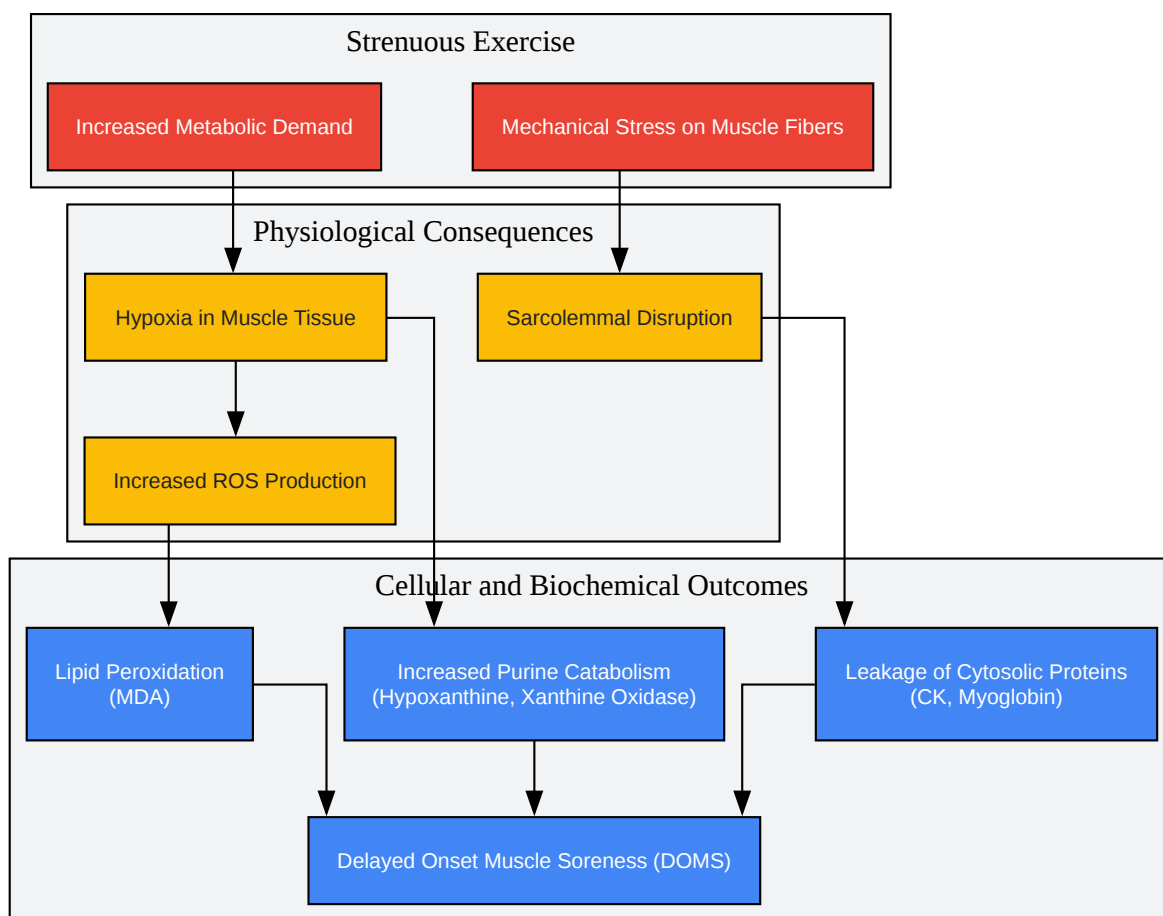 Strenuous Exercise
Increased Metabolic Demand
Mechanical Stress on Muscle Fibers
Physiological Consequences
Hypoxia in Muscle Tissue
Sarcolemmal Disruption
Increased ROS Production
Cellular and Biochemical Outcomes
Lipid Peroxidation
(MDA)
Increased Purine Catabolism
(Hypoxanthine, Xanthine Oxidase)
Leakage of Cytosolic Proteins
(CK, Myoglobin)
Delayed Onset Muscle Soreness (DOMS)